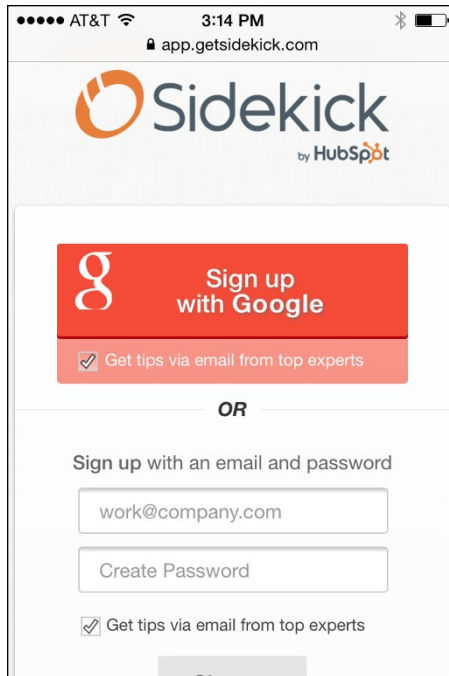 AT&T 3:14 PM
app.getsidekick.com
Sidekick
by HubSpot
g Sign up
with Google
Get tips via email from top experts
OR
Sign up with an email and password
work@company.com
Create Password
Get tips via email from top experts